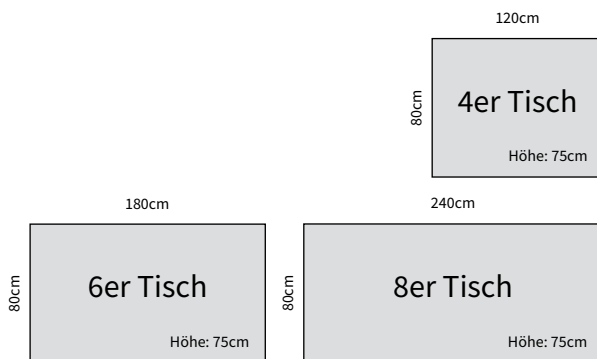 120cm
80cm
4er Tisch
Höhe: 75cm
180cm
240cm
80cm
6er Tisch
Höhe: 75cm
80cm
8er Tisch
Höhe: 75cm